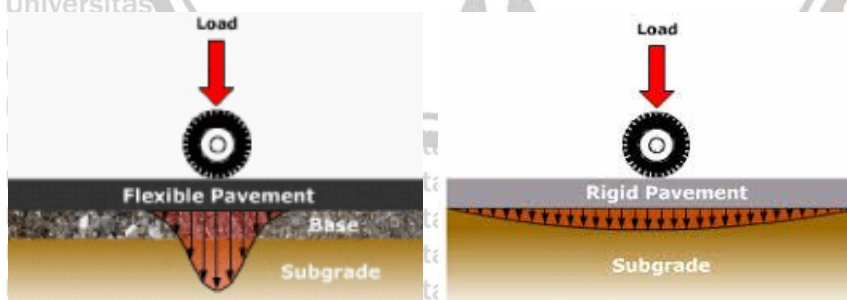 Universitas
Load
Flexible Pavement
Base
Subgrade
Load
Rigid Pavement
Subgrade